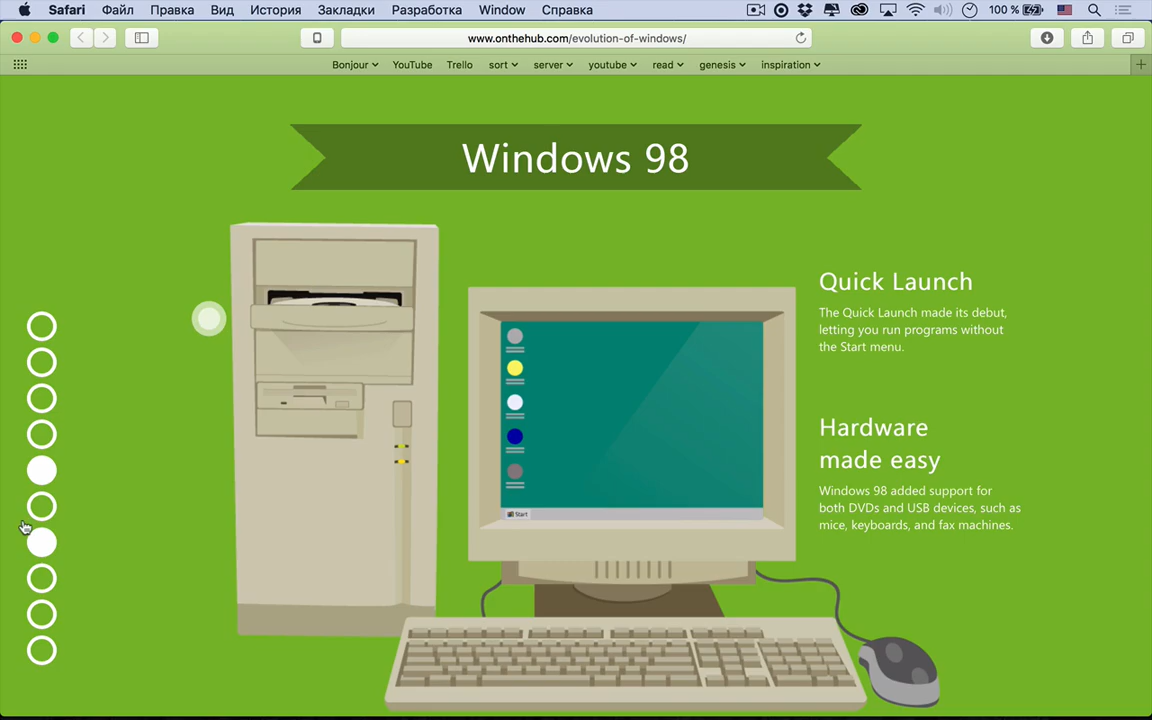 Safari Файл Правка Вид История Закладки Разработка Window Справка 100 %
www.onthehub.com/evolution-of-windows/
Bonjour YouTube Trello sort server youtube read genesis inspiration
Windows 98
Quick Launch
The Quick Launch made its debut,
letting you run programs without
the Start menu.
Hardware
made easy
Windows 98 added support for
both DVDs and USB devices, such as
mice, keyboards, and fax machines.
Start